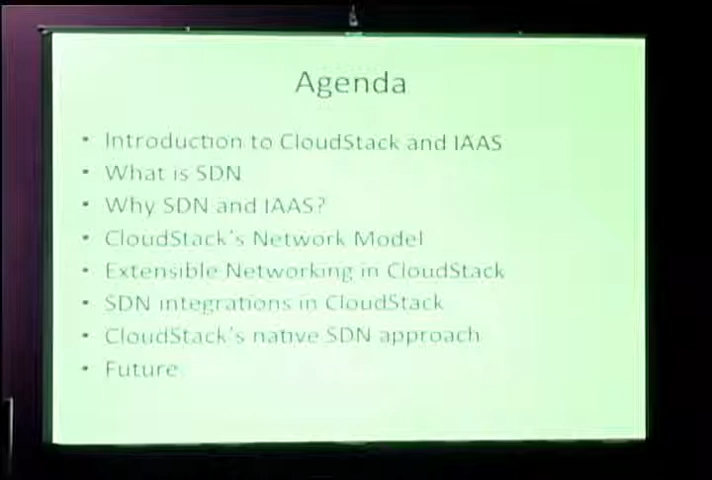 Agenda
• Introduction to CloudStack and IAAS
• What is SDN
• Why SDN and IAAS?
• CloudStack's Network Model
• Extensible Networking in CloudStack
• SDN integrations in CloudStack
• CloudStack's native SDN approach
• Future